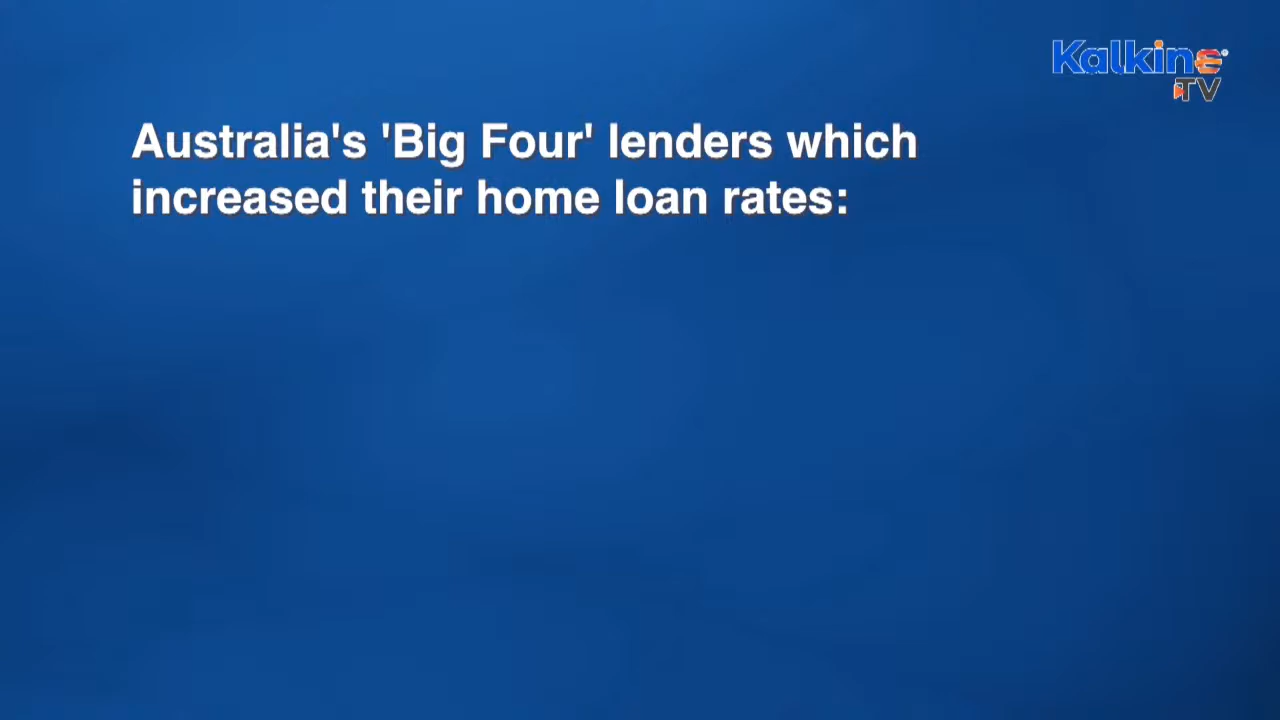 Kalkine
TV
Australia's 'Big Four' lenders which
increased their home loan rates: